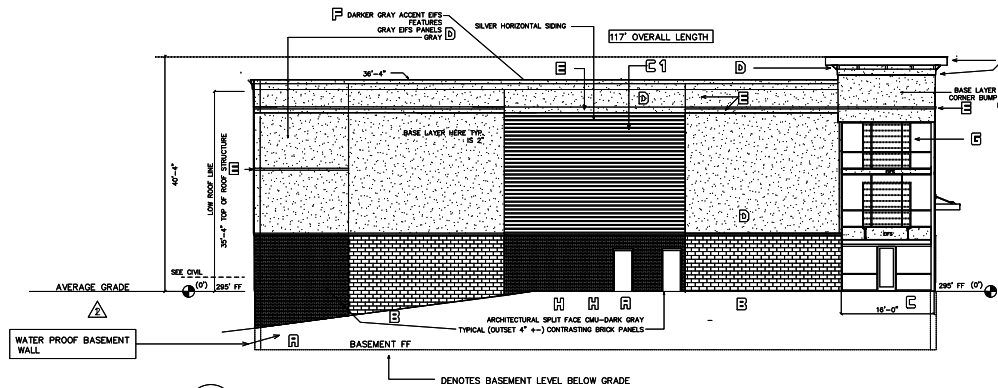 F DARKER GRAY ACCENT EIFS
FEATURES
GRAY EIFS PANELS
GRAY D
SILVER HORIZONTAL SIDING
117' OVERALL LENGTH
36'-4"
E
C1
D
D
E
BASE LAYER
CORNER BUMP
E
BASE LAYER HERE TYP.
IS 2"
G
E
40'-4"
LOW ROOF LINE
35'-4" TOP OF ROOF STRUCTURE
D
EIFS
SEE CIVIL
AVERAGE GRADE
(0')
295' FF
(0')
295' FF
2
H H A
B
C
16'-0"
B
ARCHITECTURAL SPLIT FACE CMU-DARK GRAY
TYPICAL (OUTSET 4" +-) CONTRASTING BRICK PANELS
WATER PROOF BASEMENT
WALL
A
BASEMENT FF
DENOTES BASEMENT LEVEL BELOW GRADE